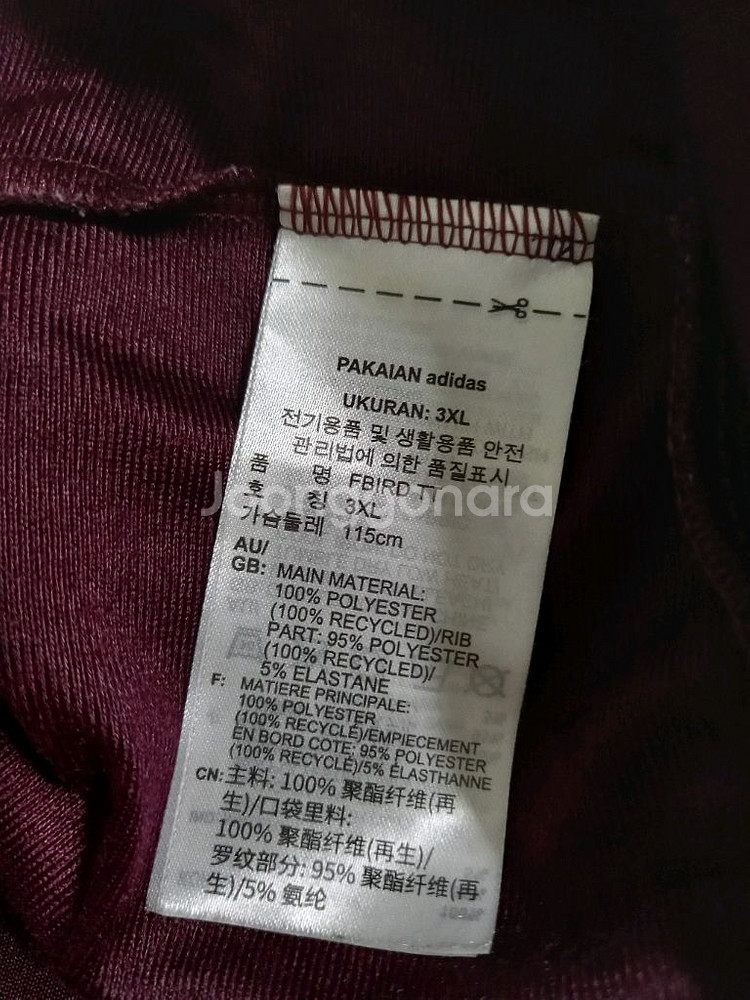 PAKAIAN adidas
UKURAN: 3XL
전기용품 및 생활용품 안전
관리법에 의한 품질표시
품 명 FBIRD TT
호 칭 3XL
Joonggonara
가슴둘레 115cm
AU/
GB: MAIN MATERIAL:
100% POLYESTER
(100% RECYCLED)/RIB
PART: 95% POLYESTER
(100% RECYCLED)/
5% ELASTANE
F: MATIERE PRINCIPALE:
100% POLYESTER
(100% RECYCLÉ)/EMPIECEMENT
EN BORD COTE: 95% POLYESTER
(100% RECYCLÉ)/5% ÉLASTHANNE
CN: 主料: 100% 聚酯纤维(再
生)/口袋里料:
100% 聚酯纤维(再生)/
罗纹部分: 95% 聚酯纤维(再
生)/5% 氨纶